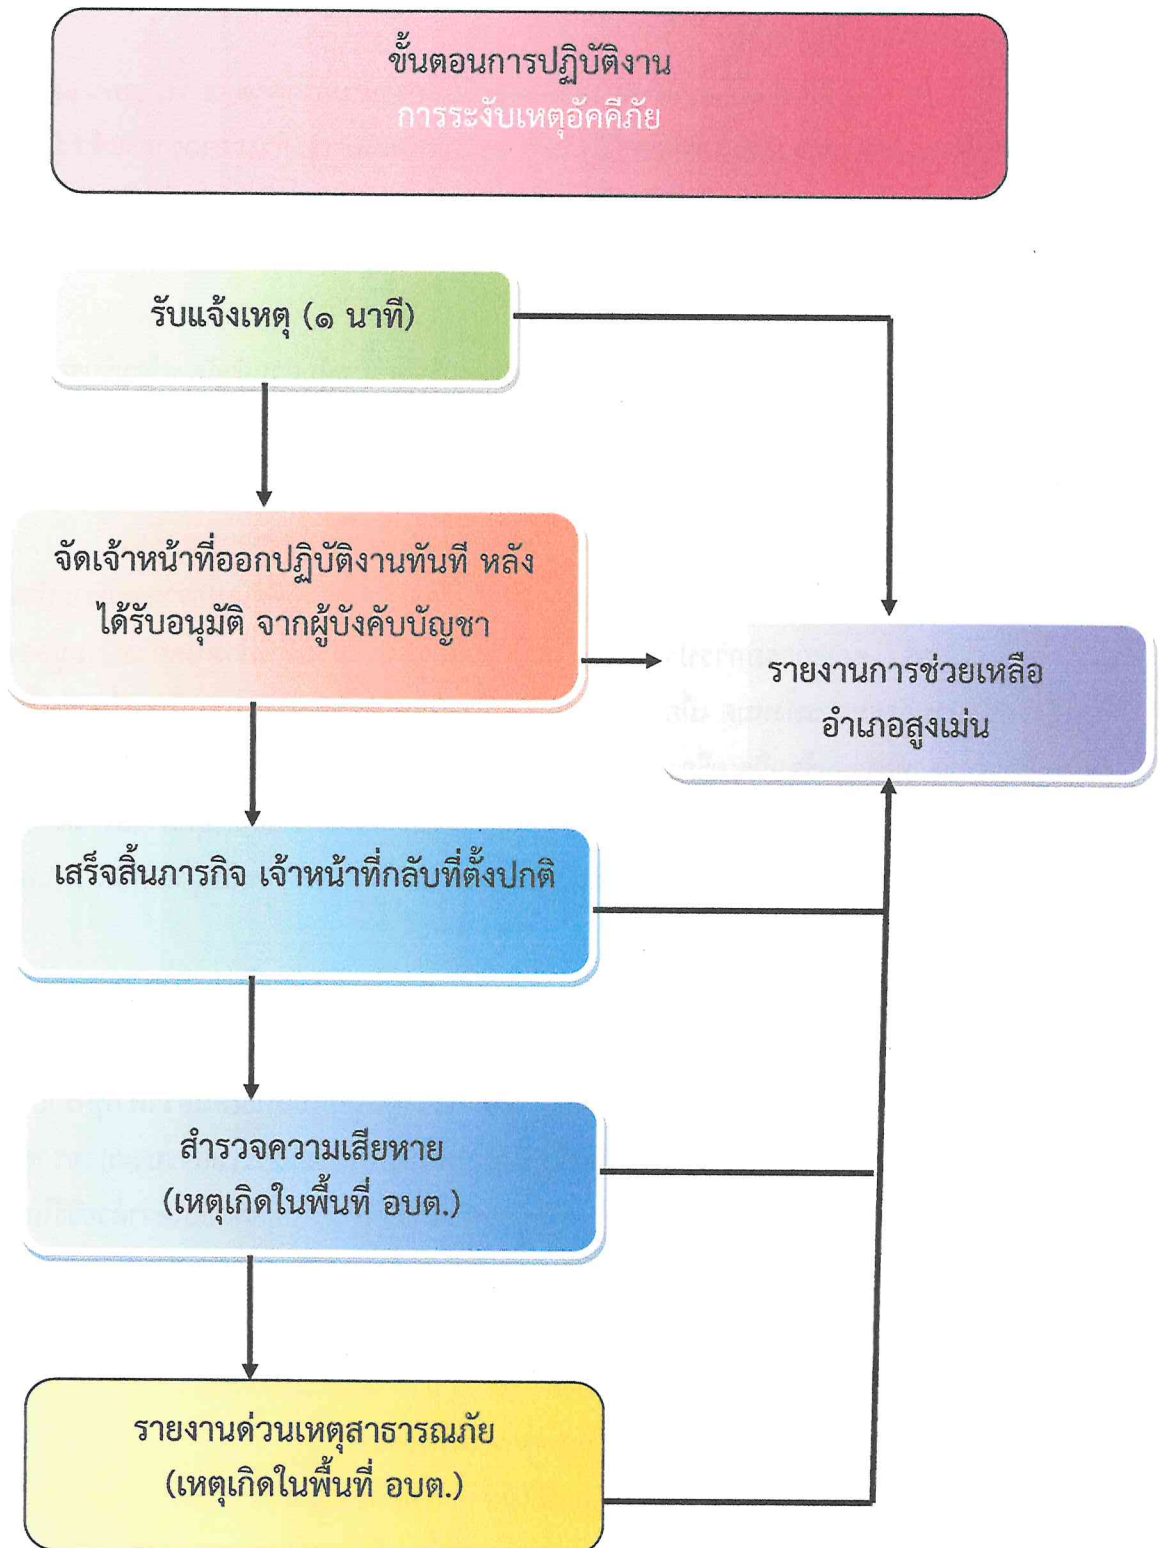 ขั้นตอนการปฏิบัติงาน
การระงับเหตุอัคคีภัย
รับแจ้งเหตุ (๑ นาที)
จัดเจ้าหน้าที่ออกปฏิบัติงานทันที หลัง
ได้รับอนุมัติ จากผู้บังคับบัญชา
รายงานการช่วยเหลือ
อำเภอสูงเม่น
เสร็จสิ้นภารกิจ เจ้าหน้าที่กลับที่ตั้งปกติ
สำรวจความเสียหาย
(เหตุเกิดในพื้นที่ อบต.)
รายงานด่วนเหตุสาธารณภัย
(เหตุเกิดในพื้นที่ อบต.)